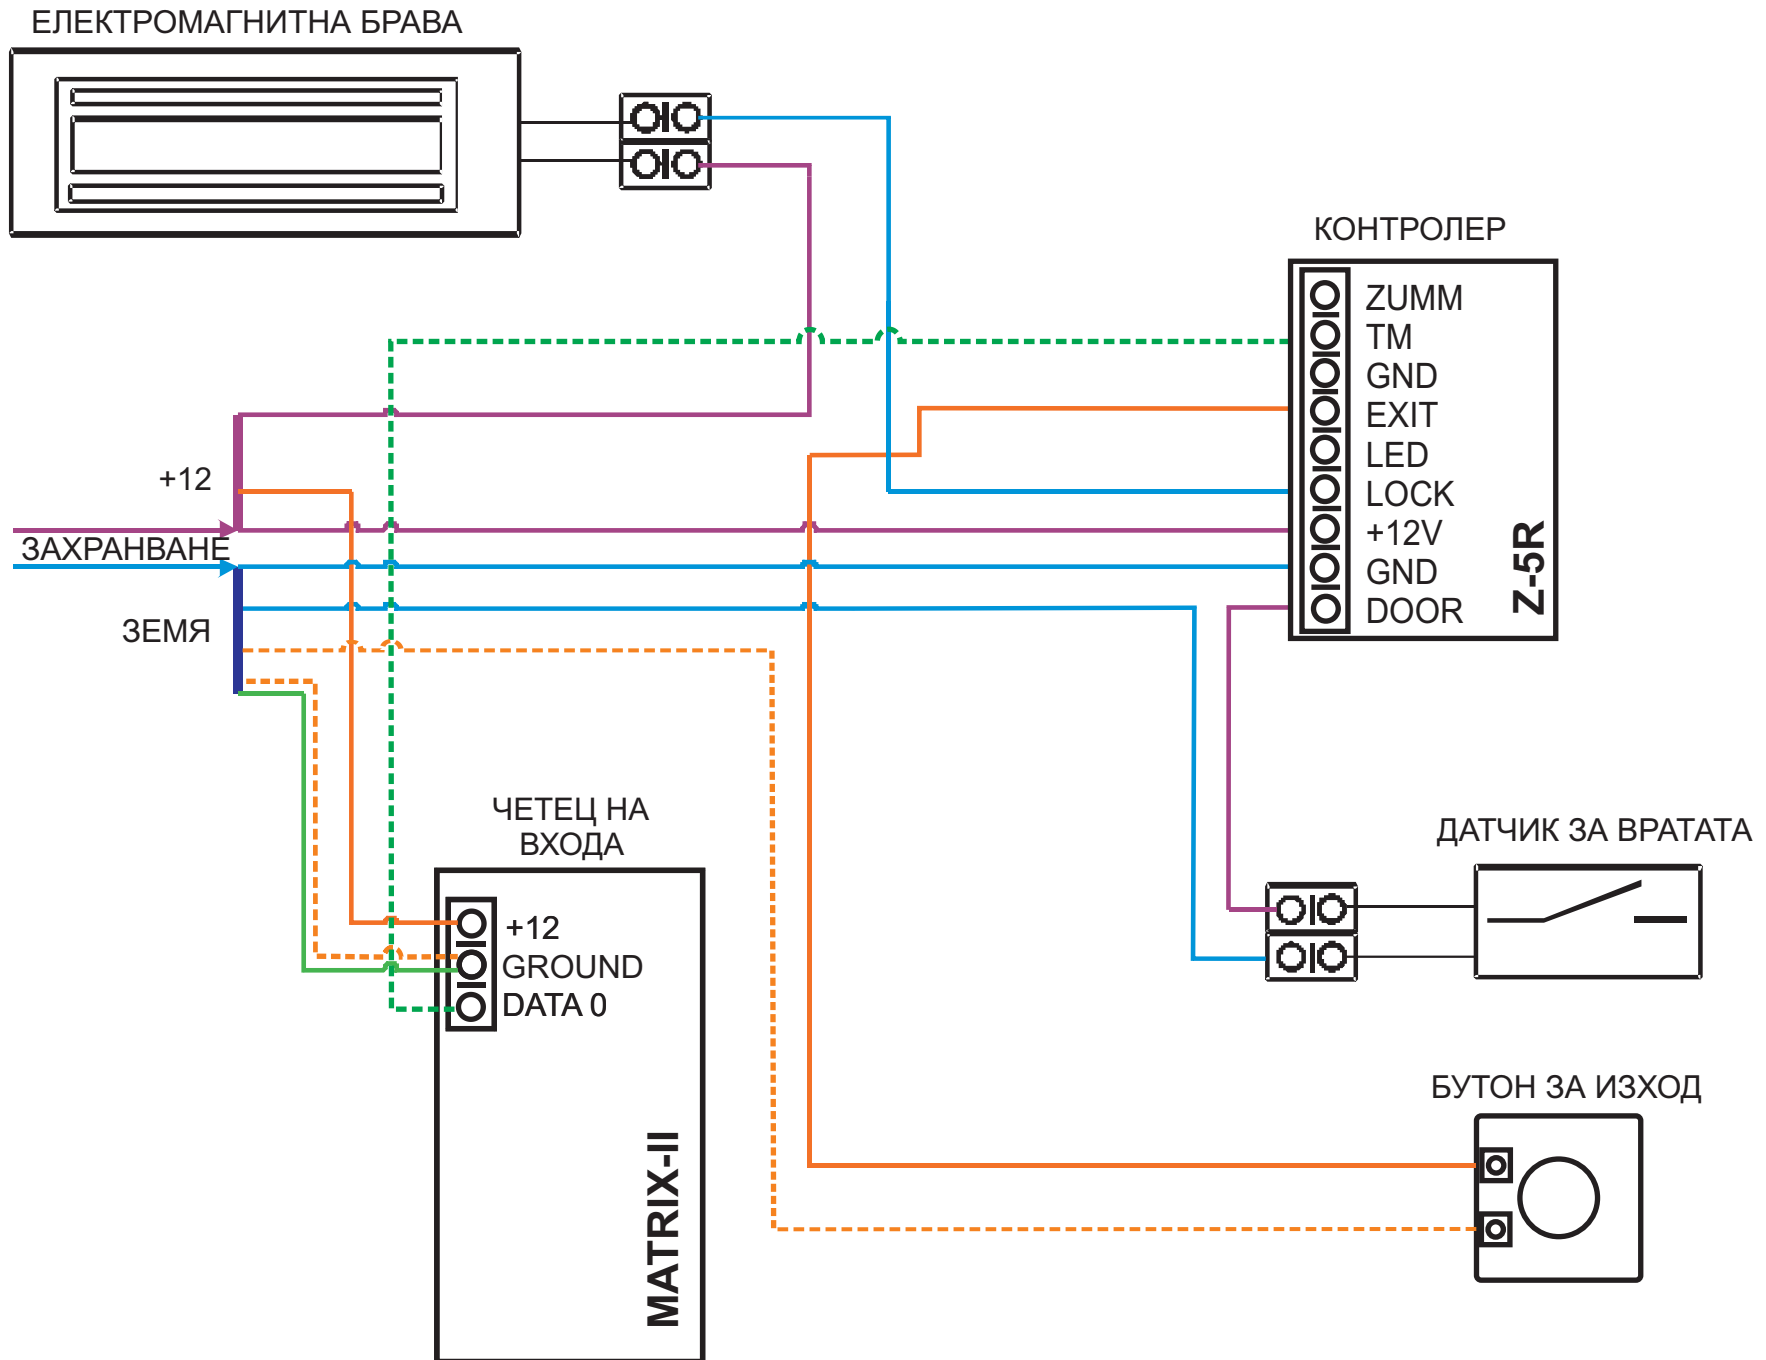 ЕЛЕКТРОМАГНИТНА БРАВА
КОНТРОЛЕР
ZUMM
TM
GND
EXIT
LED
LOCK
+12V
GND
DOOR
Z-5R
+12
ЗАХРАНВАНЕ
ЗЕМЯ
ЧЕТЕЦ НА
ВХОДА
+12
GROUND
DATA 0
MATRIX-II
ДАТЧИК ЗА ВРАТАТА
БУТОН ЗА ИЗХОД